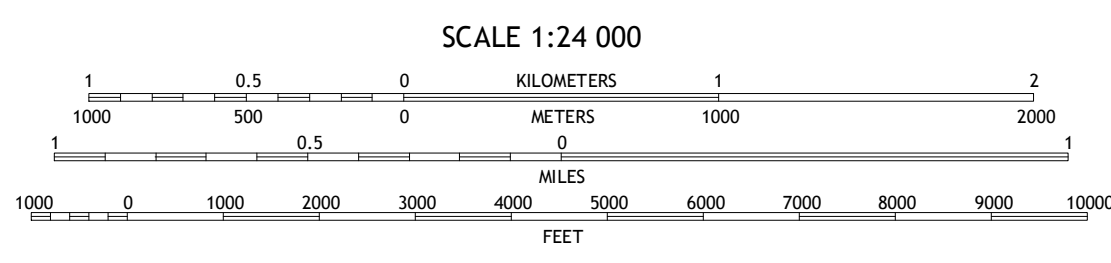 SCALE 1:24 000
1 0.5 0 KILOMETERS 1 2
1000 500 0 METERS 1000 2000
1 0.5 0 1
MILES
1000 0 1000 2000 3000 4000 5000 6000 7000 8000 9000 10000
FEET